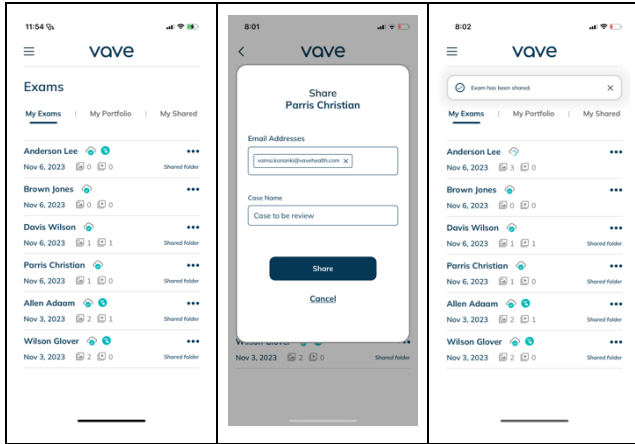 11:54
vave
Exams
My Exams | My Portfolio | My Shared
Anderson Lee
Nov 6, 2023 0 0 Shared folder
Brown Jones
Nov 6, 2023 0 0
Davis Wilson
Nov 6, 2023 1 1 Shared folder
Parris Christian
Nov 6, 2023 1 0 Shared folder
Allen Adaam
Nov 3, 2023 2 1 Shared folder
Wilson Glover
Nov 3, 2023 2 0 Shared folder
8:01
vave
Share
Parris Christian
Email Addresses
vamsi.kananki@vavehealth.com X
Case Name
Case to be review
Share
Cancel
Nov 3, 2023 2 0 Shared folder
8:02
vave
Exam has been shared. X
My Exams | My Portfolio | My Shared
Anderson Lee
Nov 6, 2023 3 0
Brown Jones
Nov 6, 2023 0 0
Davis Wilson
Nov 6, 2023 1 1 Shared folder
Parris Christian
Nov 6, 2023 1 0
Allen Adaam
Nov 3, 2023 2 1 Shared folder
Wilson Glover
Nov 3, 2023 2 0 Shared folder